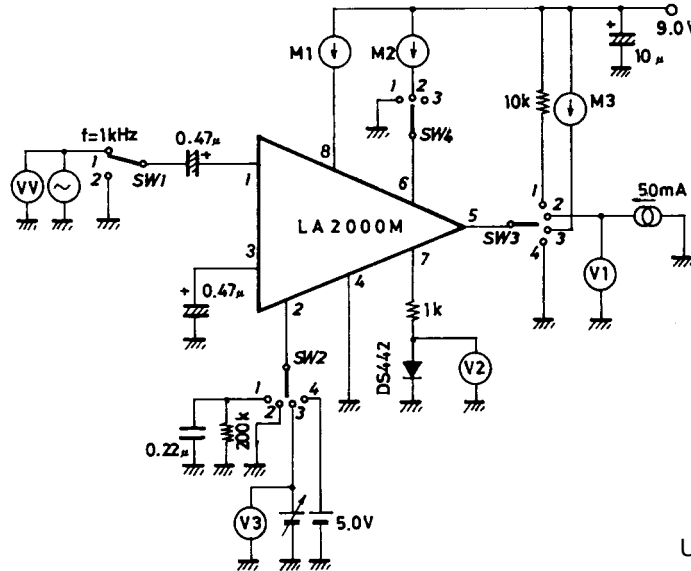 9.0V
+
10μ
M1
M2
10k
M3
1 2 3
SW4
f=1kHz
0.47μ
+
1
2
SW1
VV
8
6
1
LA2000M
5
SW3
1
2
3
4
50mA
V1
3
+
0.47μ
2
4
7
1k
DS442
V2
SW2
1
2
3
4
0.22μ
200k
V3
5.0V
U